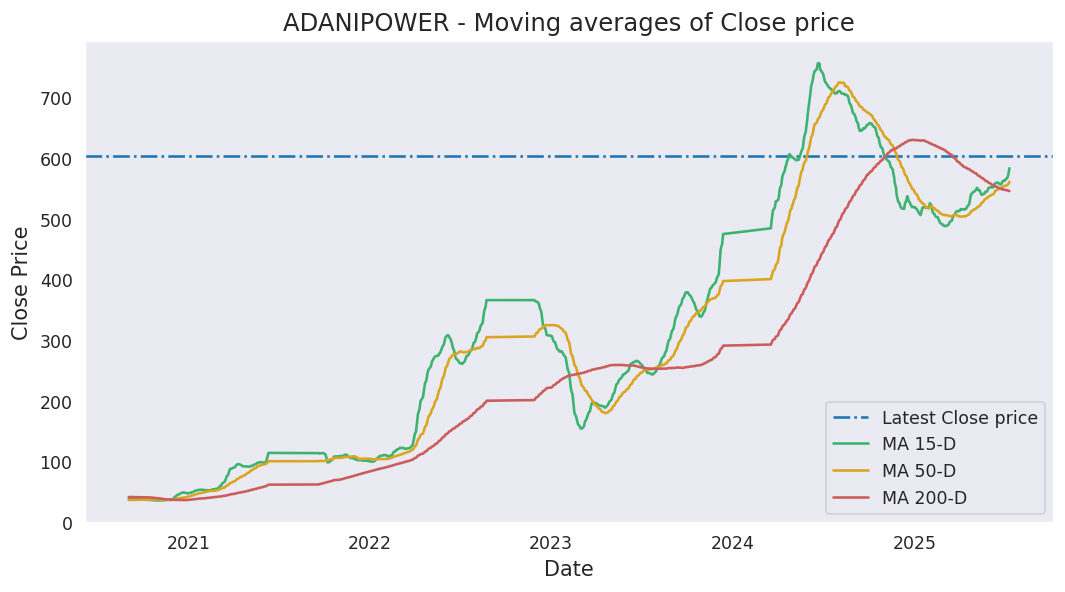 ADANIPOWER - Moving averages of Close price
Close Price
700
600
500
400
300
200
100
0
Latest Close price
MA 15-D
MA 50-D
MA 200-D
2021 2022 2023 2024 2025
Date